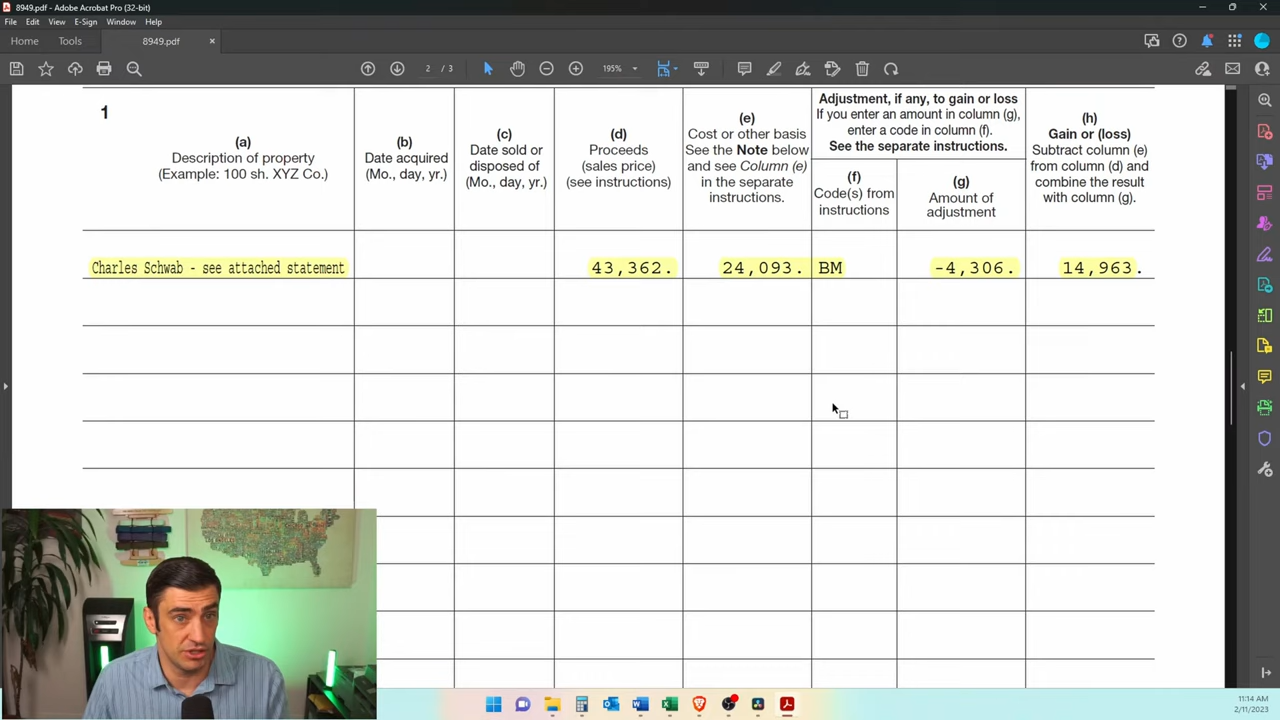 8949.pdf - Adobe Acrobat Pro (32-bit)
File Edit View E-Sign Window Help
Home Tools 8949.pdf ×
2 / 3 195%
1
(a)
Description of property
(Example: 100 sh. XYZ Co.)
(b)
Date acquired
(Mo., day, yr.)
(c)
Date sold or
disposed of
(Mo., day, yr.)
(d)
Proceeds
(sales price)
(see instructions)
(e)
Cost or other basis
See the Note below
and see Column (e)
in the separate
instructions.
Adjustment, if any, to gain or loss
If you enter an amount in column (g),
enter a code in column (f).
See the separate instructions.
(f)
Code(s) from
instructions
(g)
Amount of
adjustment
(h)
Gain or (loss)
Subtract column (e)
from column (d) and
combine the result
with column (g).
Charles Schwab - see attached statement 43,362. 24,093. BM -4,306. 14,963.
11:14 AM
2/11/2023